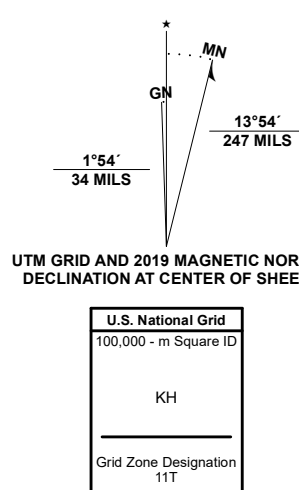 ★
MN
GN
13°54´
247 MILS
1°54´
34 MILS
UTM GRID AND 2019 MAGNETIC NOR
DECLINATION AT CENTER OF SHEE
U.S. National Grid
100,000 - m Square ID
KH
Grid Zone Designation
11T